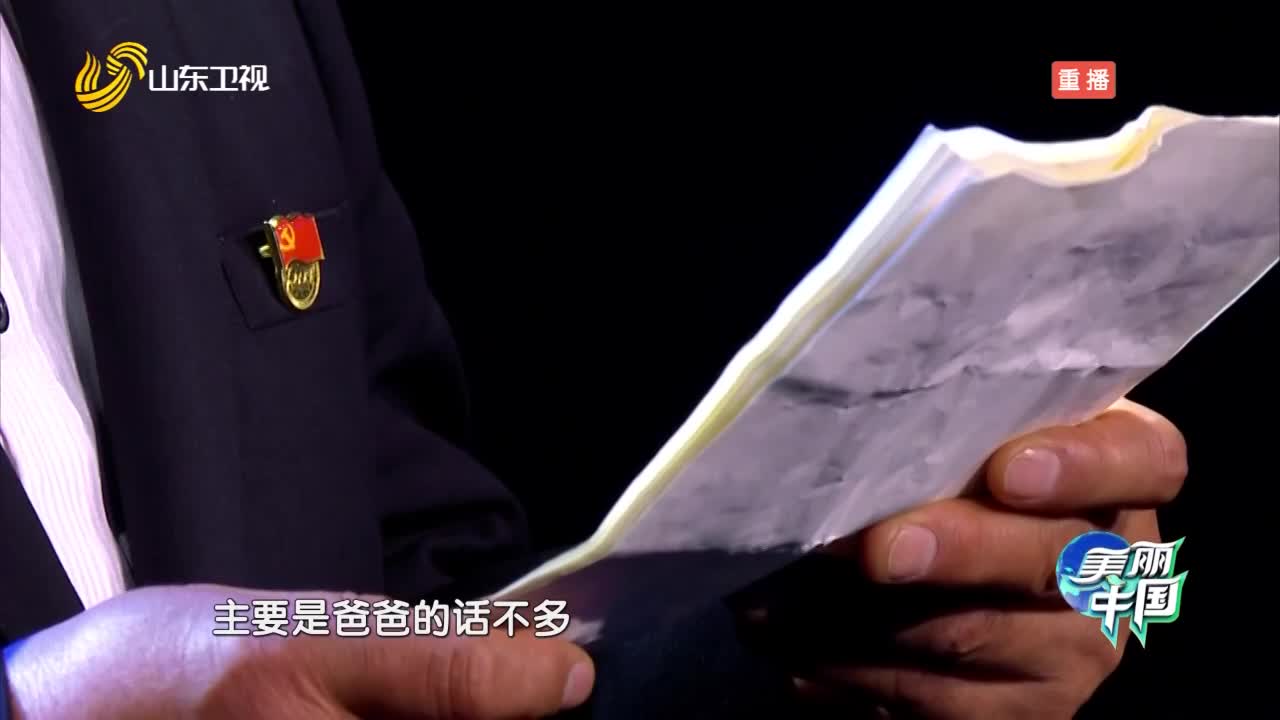 山东卫视
重播
主要是爸爸的话不多
美丽
中国